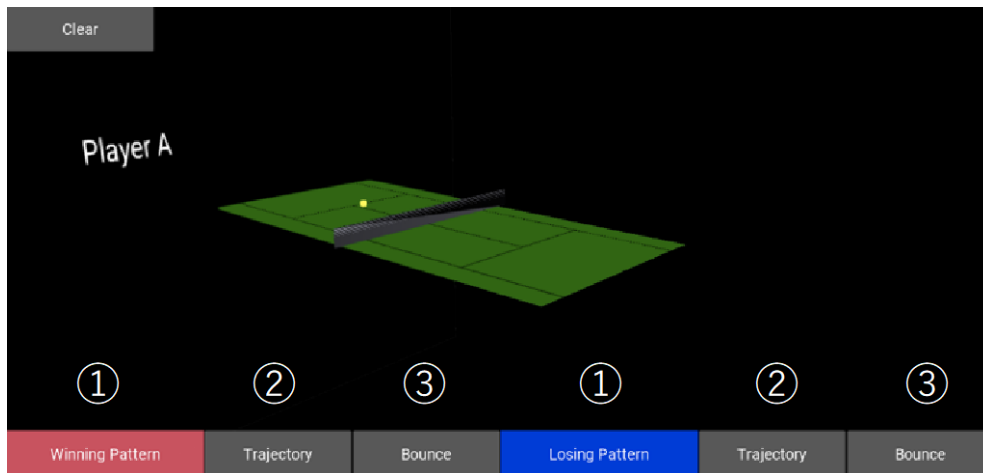 Clear
Player A
① ② ③ ① ② ③
Winning Pattern Trajectory Bounce Losing Pattern Trajectory Bounce